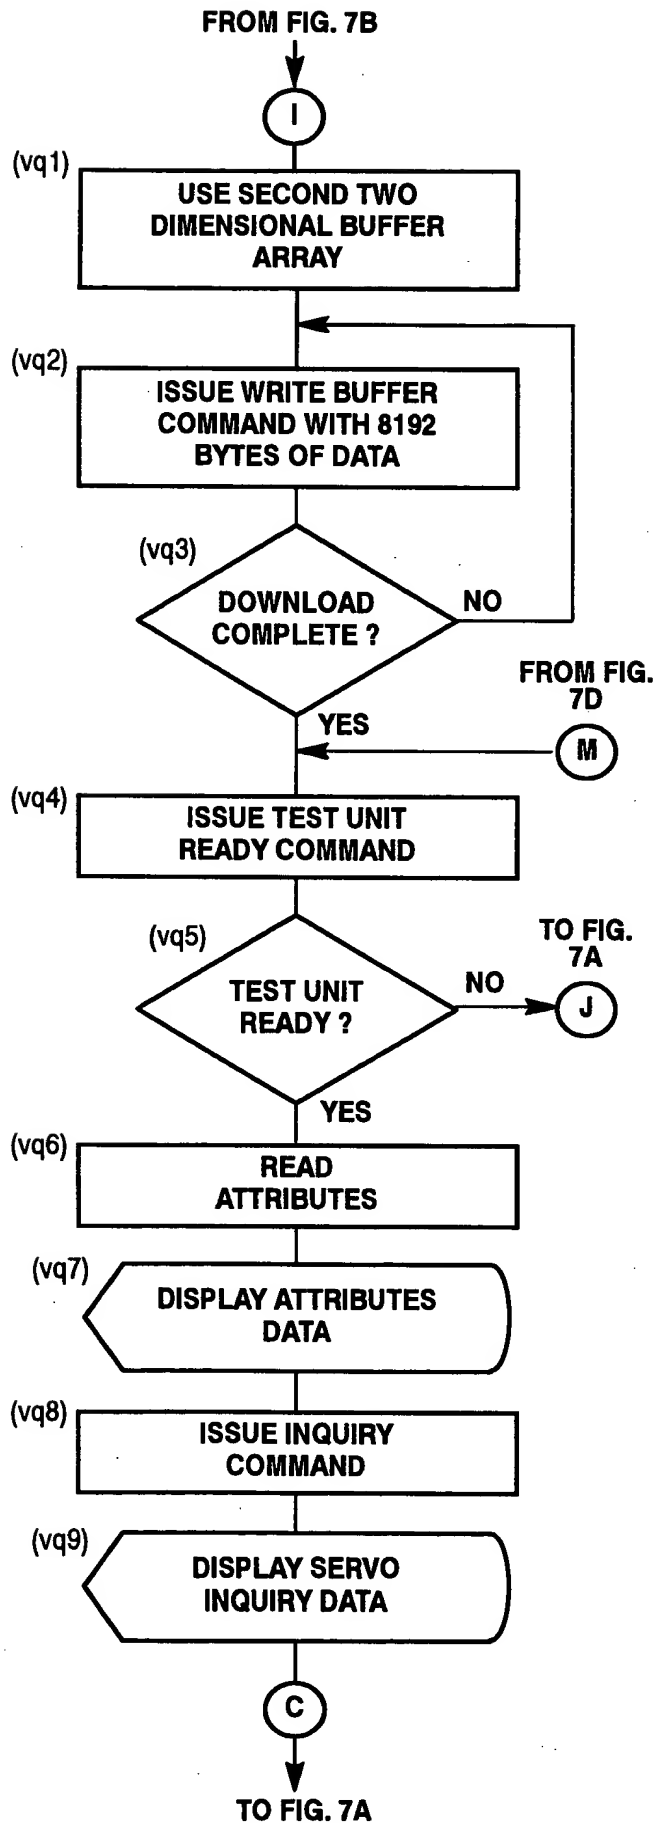 FROM FIG. 7B
I
(vq1)
USE SECOND TWO
DIMENSIONAL BUFFER
ARRAY
(vq2)
ISSUE WRITE BUFFER
COMMAND WITH 8192
BYTES OF DATA
(vq3)
DOWNLOAD
COMPLETE ?
NO
FROM FIG.
7D
YES
M
(vq4)
ISSUE TEST UNIT
READY COMMAND
(vq5)
TO FIG.
7A
TEST UNIT
READY ?
NO
J
YES
(vq6)
READ
ATTRIBUTES
(vq7)
DISPLAY ATTRIBUTES
DATA
(vq8)
ISSUE INQUIRY
COMMAND
(vq9)
DISPLAY SERVO
INQUIRY DATA
C
TO FIG. 7A